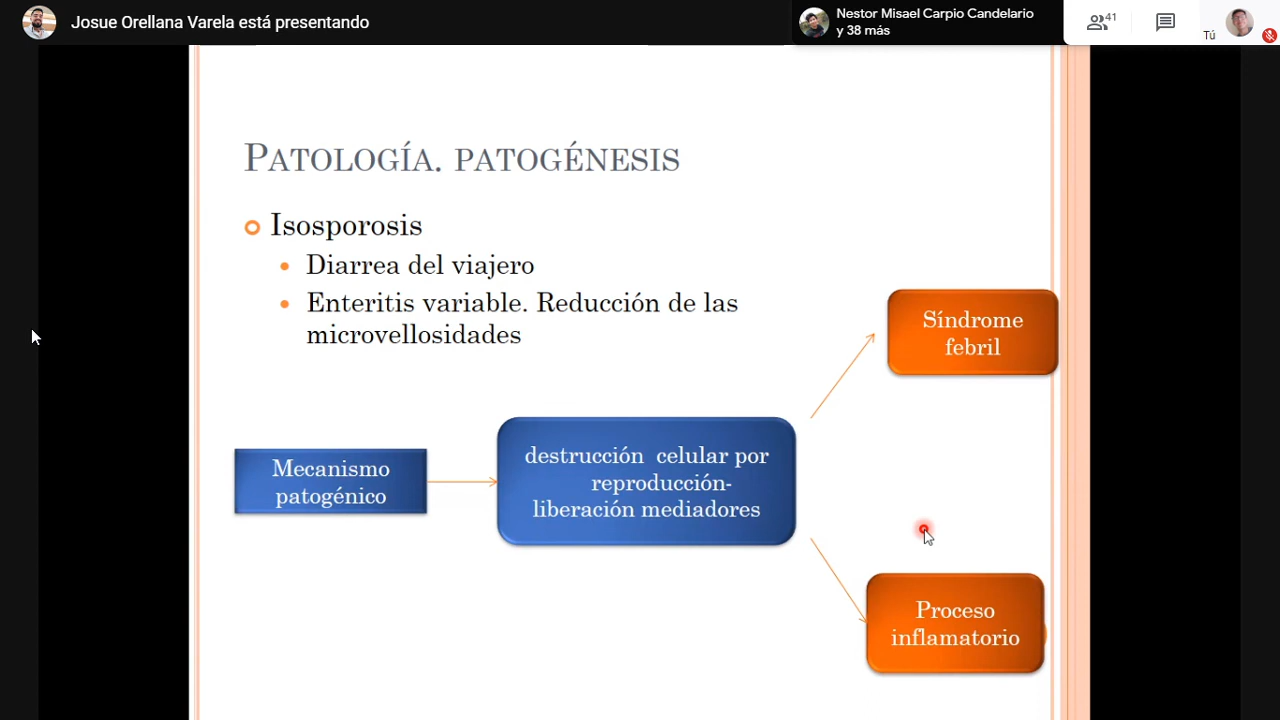 Josue Orellana Varela está presentando
Nestor Misael Carpio Candelario
y 38 más
41
Tú
PATOLOGÍA. PATOGÉNESIS
Isosporosis
Diarrea del viajero
Enteritis variable. Reducción de las
microvellosidades
Síndrome
febril
Mecanismo
patogénico
destrucción celular por
reproducción-
liberación mediadores
Proceso
inflamatorio